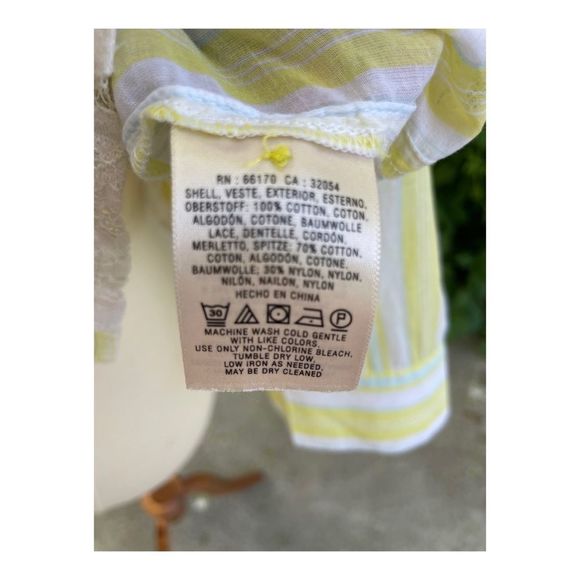 RN : 66170 CA : 32054
SHELL, VESTE, EXTERIOR, ESTERNO,
OBERSTOFF: 100% COTTON, COTON,
ALGODÓN, COTONE, BAUMWOLLE
LACE, DENTELLE, CORDÓN,
MERLETTO, SPITZE: 70% COTTON,
COTON, ALGODÓN, COTONE,
BAUMWOLLE; 30% NYLON, NYLON,
NILÓN, NAILON, NYLON
HECHO EN CHINA
30 P
MACHINE WASH COLD GENTLE
WITH LIKE COLORS.
USE ONLY NON-CHLORINE BLEACH.
TUMBLE DRY LOW.
LOW IRON AS NEEDED.
MAY BE DRY CLEANED